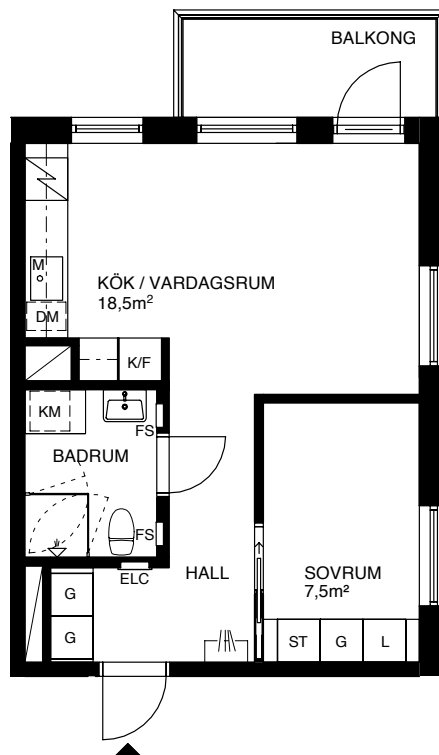 BALKONG
M
KÖK / VARDAGSRUM
18,5m²
DM
K/F
KM
FS
BADRUM
FS
ELC
HALL
SOVRUM
7,5m²
G
G
ST
G
L